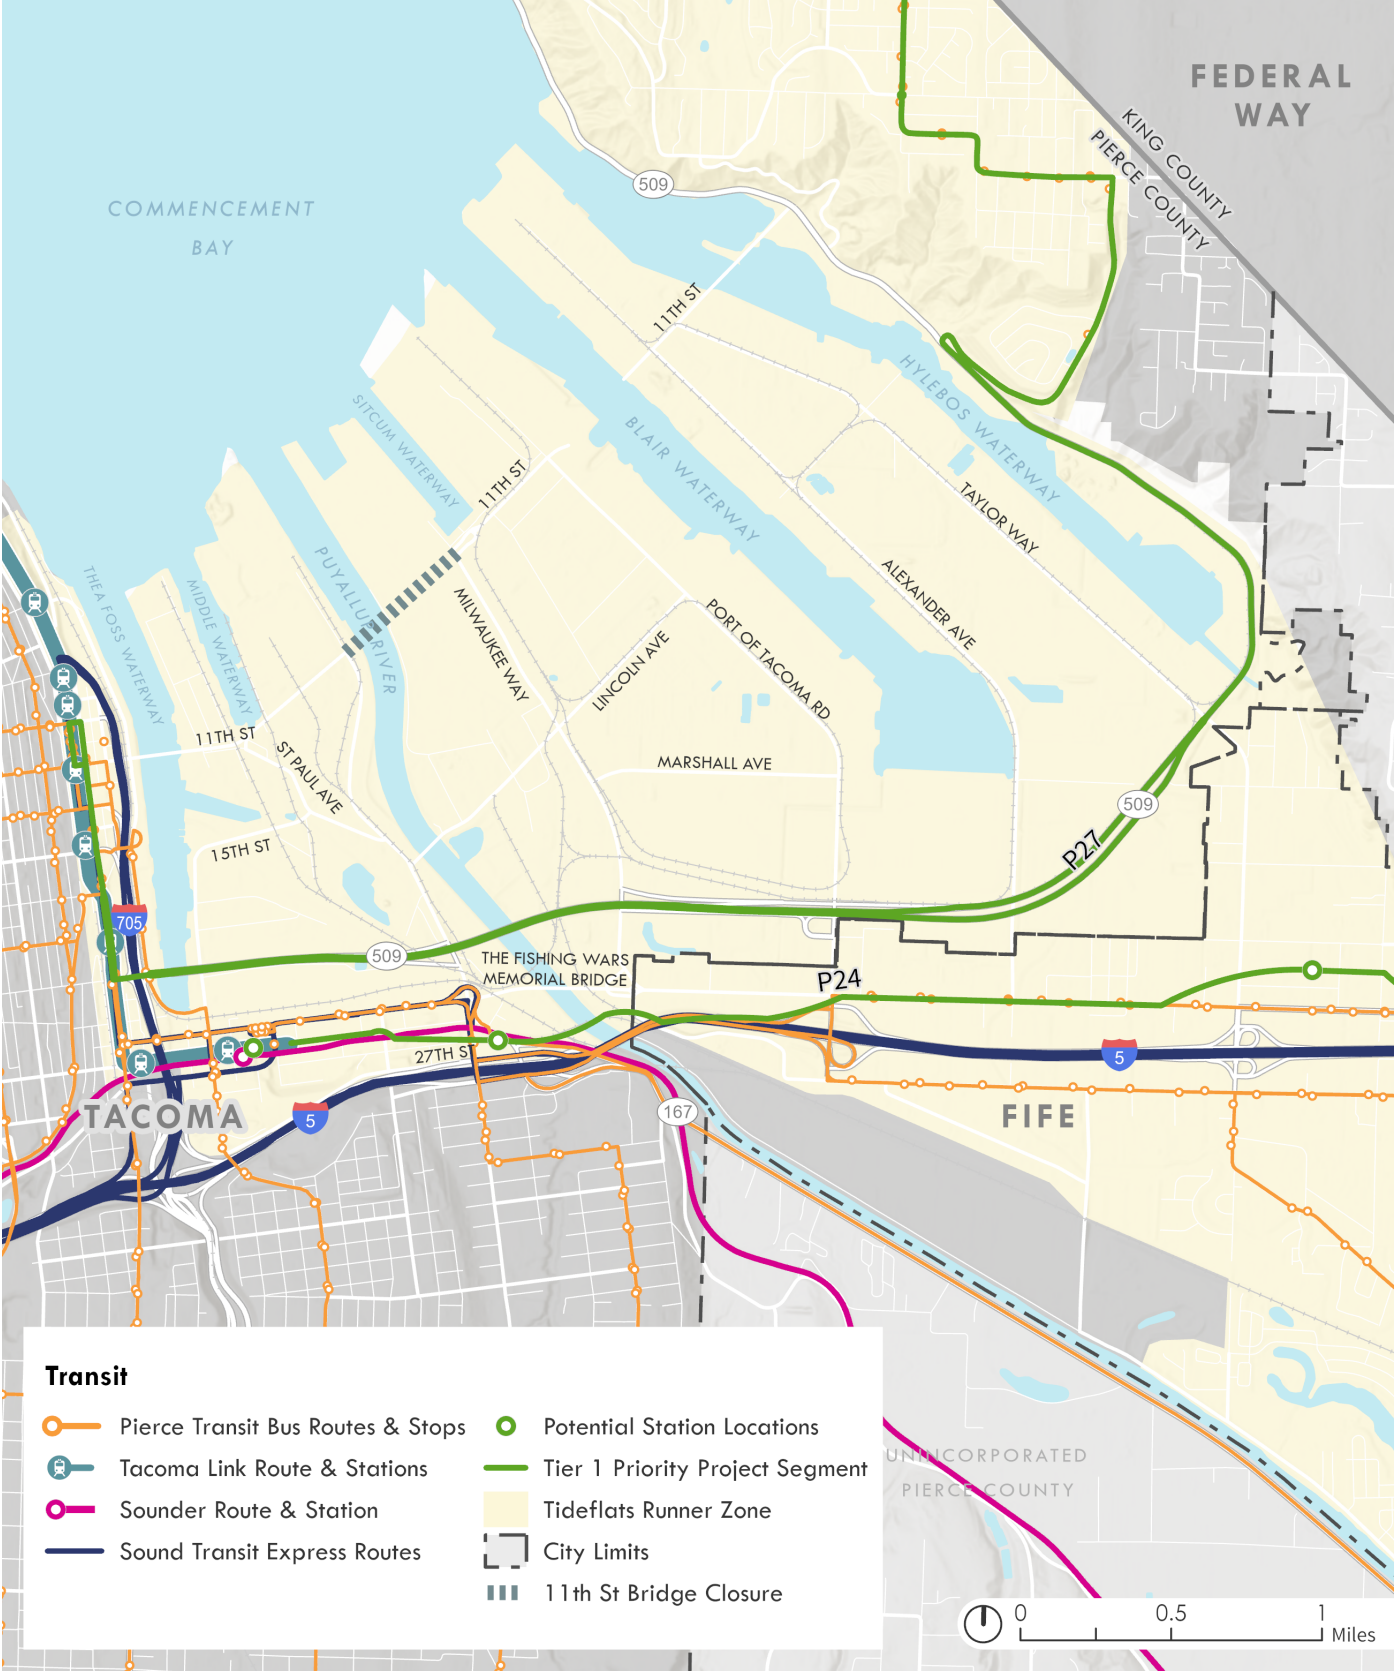 FEDERAL
WAY
KING COUNTY
PIERCE COUNTY
509
COMMENCEMENT
BAY
11TH ST
HYLEBOS WATERWAY
SITCUM WATERWAY
BLAIR WATERWAY
11TH ST
TAYLOR WAY
PUYALLUP RIVER
THEA FOSS WATERWAY
MIDDLE WATERWAY
MILWAUKEE WAY
ALEXANDER AVE
LINCOLN AVE
PORT OF TACOMA RD
11TH ST
ST PAUL AVE
MARSHALL AVE
509
15TH ST
P27
705
509
THE FISHING WARS
MEMORIAL BRIDGE
P24
27TH ST
5
TACOMA
5
167
FIFE
UNINCORPORATED
PIERCE COUNTY
Transit
Pierce Transit Bus Routes & Stops
Tacoma Link Route & Stations
Sounder Route & Station
Sound Transit Express Routes
Potential Station Locations
Tier 1 Priority Project Segment
Tideflats Runner Zone
City Limits
11th St Bridge Closure
0 0.5 1
Miles